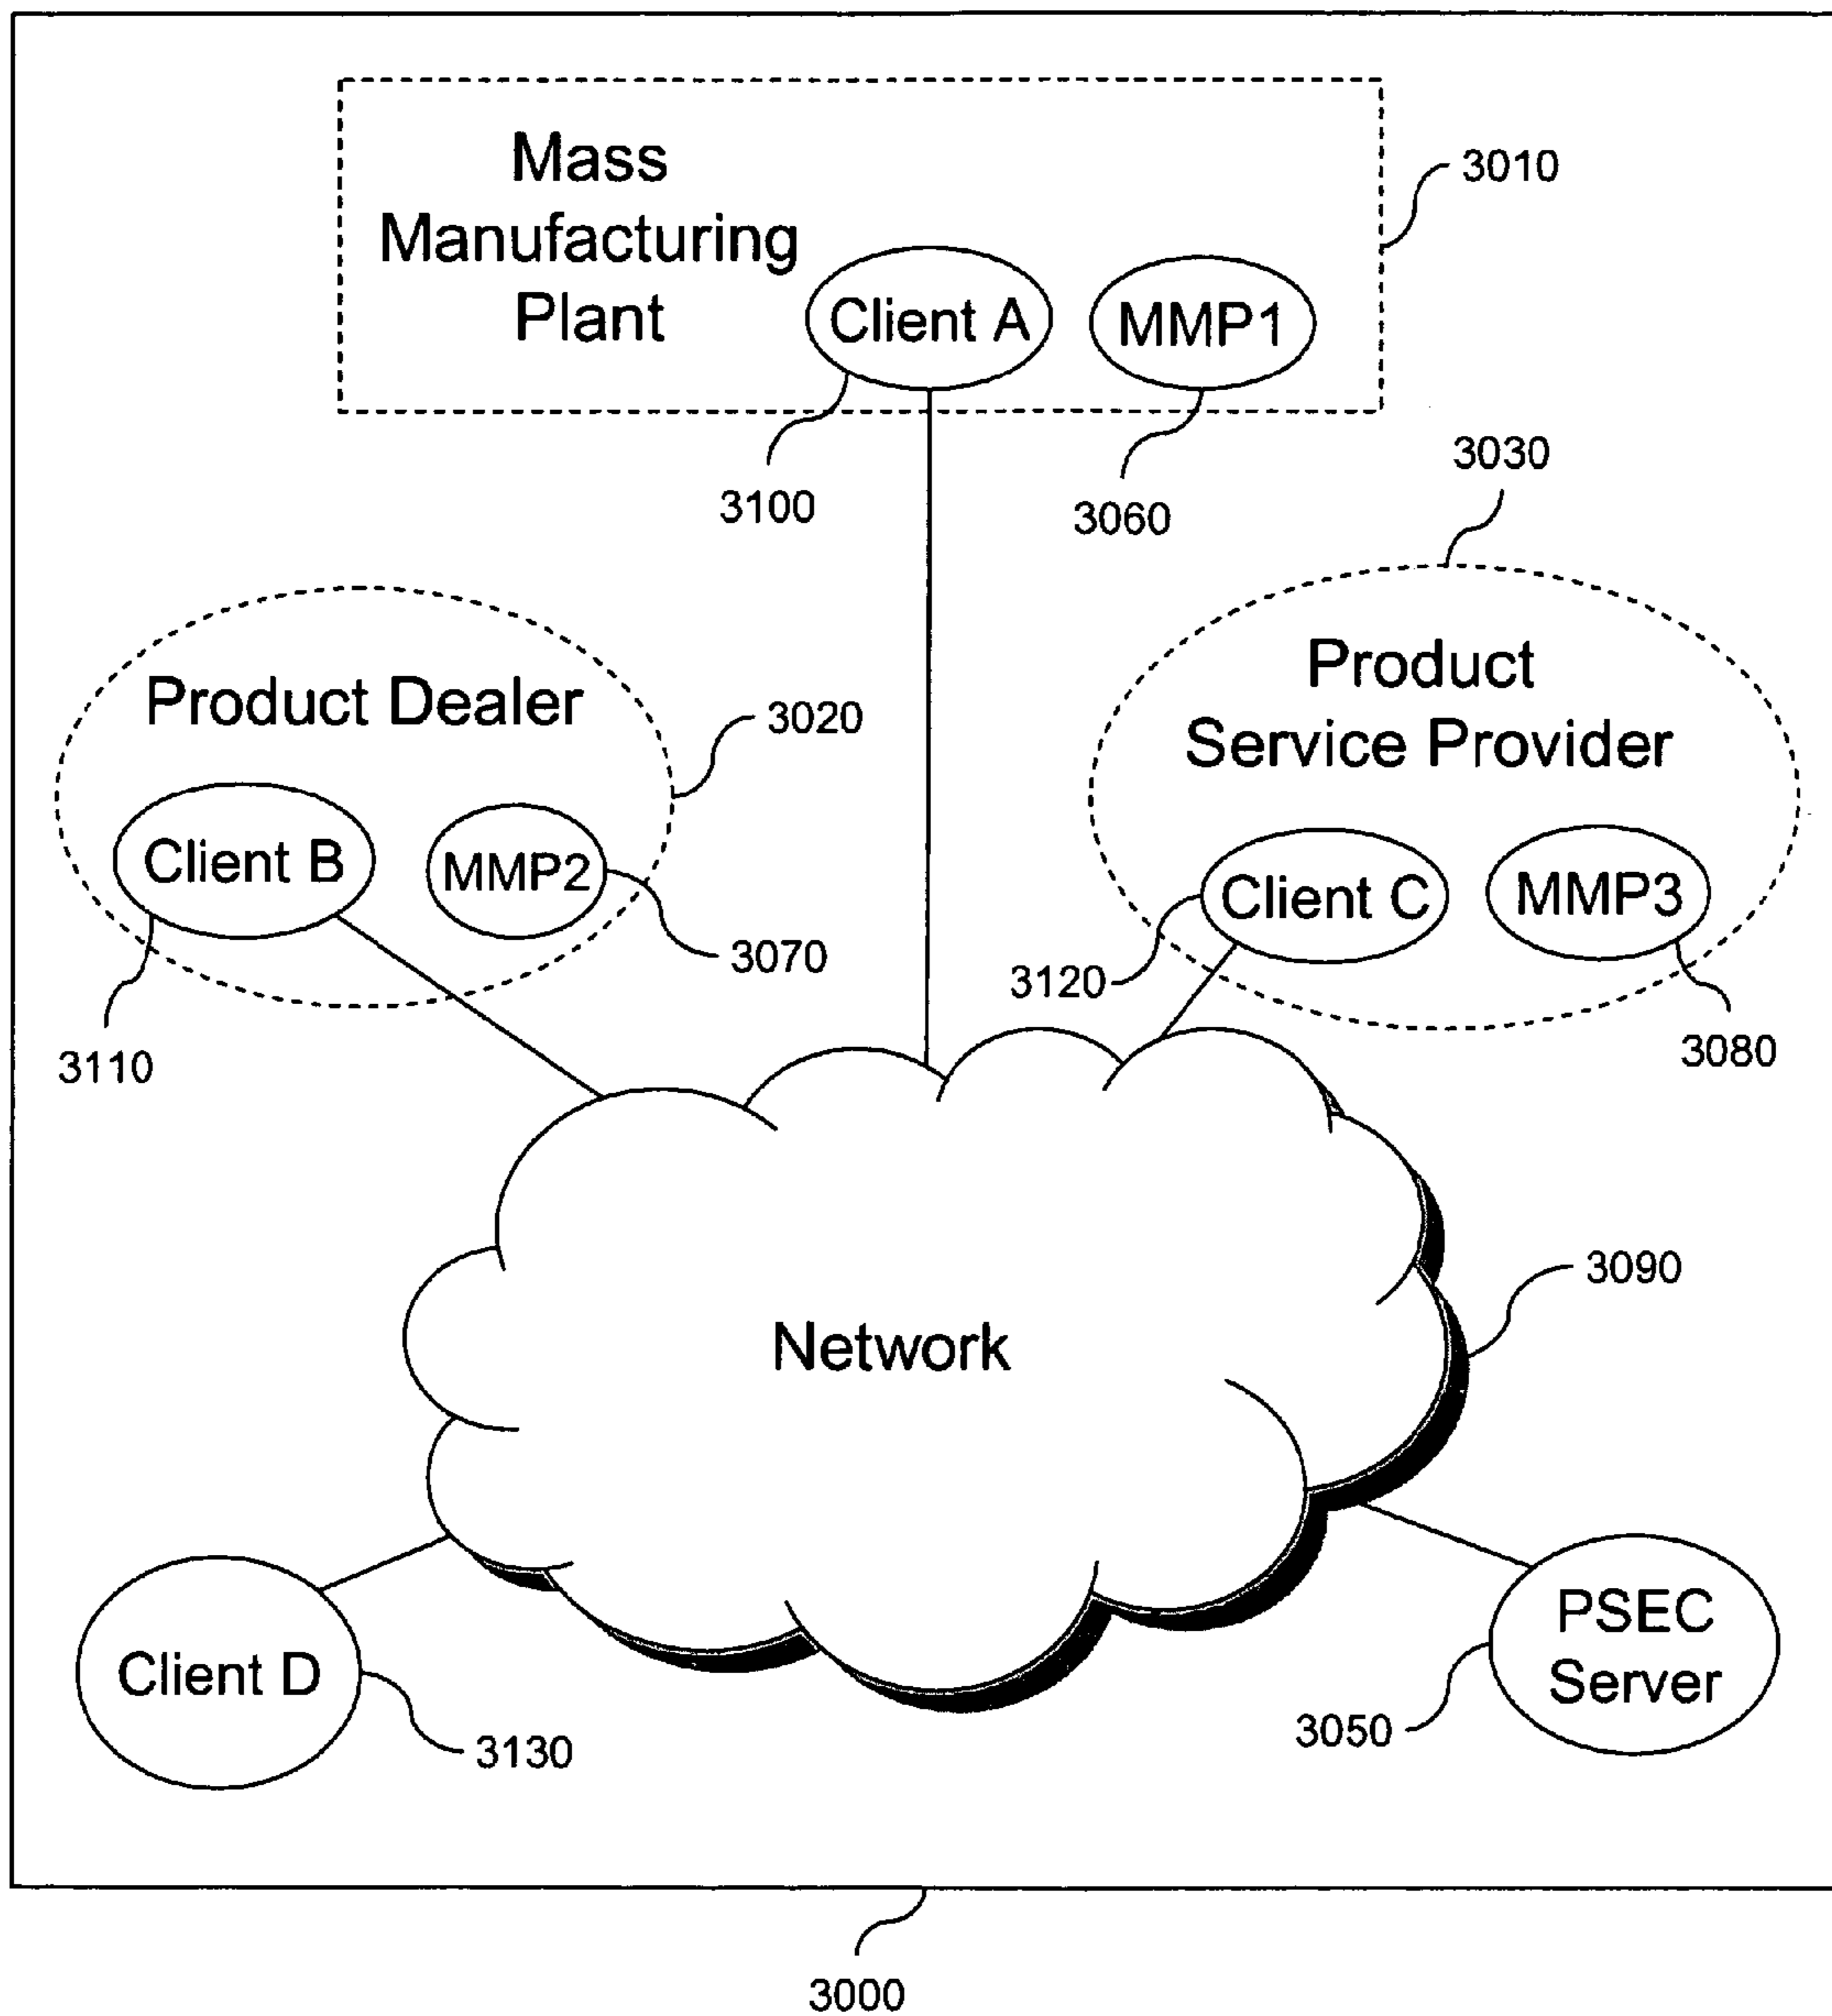 Mass
Manufacturing
Plant
Client A
MMP1
3010
3100
3060
3030
Product Dealer
3020
Client B
MMP2
3110
3070
Product
Service Provider
Client C
MMP3
3120
3080
Network
3090
Client D
3130
PSEC
Server
3050
3000